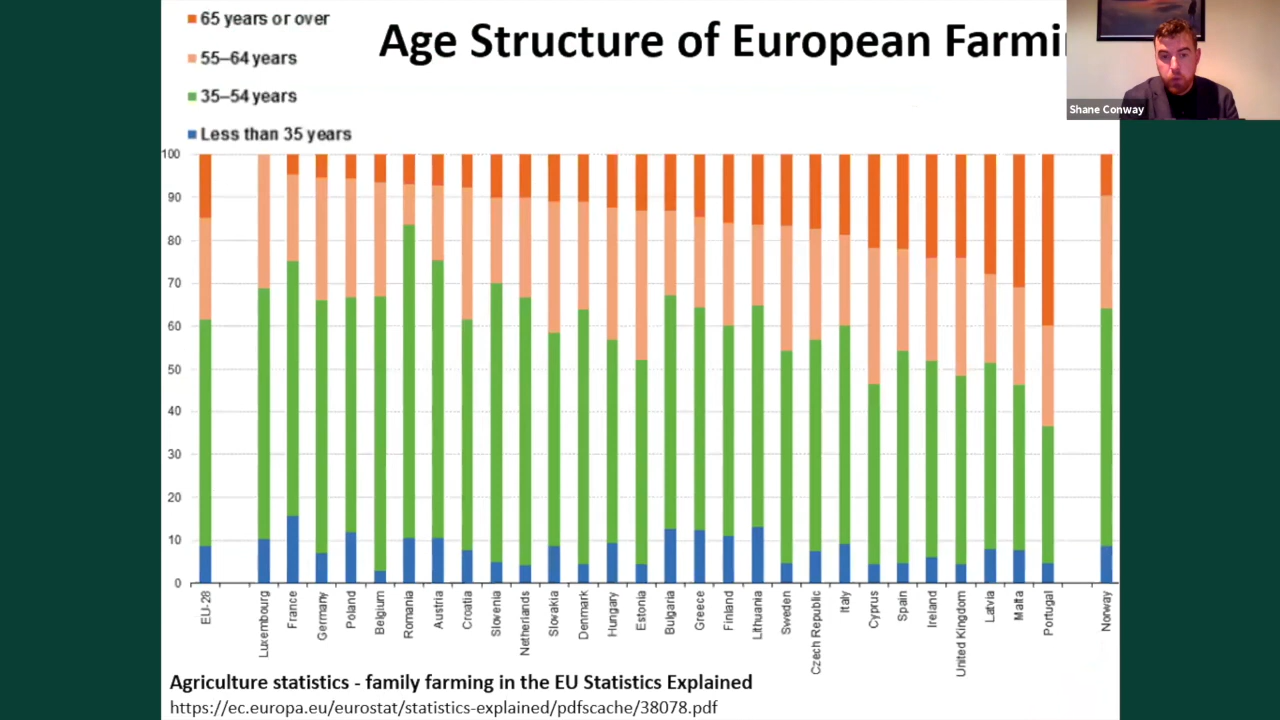 65 years or over
55–64 years
35–54 years
Less than 35 years
Age Structure of European Farmi
Shane Conway
100
90
80
70
60
50
40
30
20
10
0
EU-28
Luxembourg
France
Germany
Poland
Belgium
Romania
Austria
Croatia
Slovenia
Netherlands
Slovakia
Denmark
Hungary
Estonia
Bulgaria
Greece
Finland
Lithuania
Sweden
Czech Republic
Italy
Cyprus
Spain
Ireland
United Kingdom
Latvia
Malta
Portugal
Norway
Agriculture statistics - family farming in the EU Statistics Explained
https://ec.europa.eu/eurostat/statistics-explained/pdfscache/38078.pdf